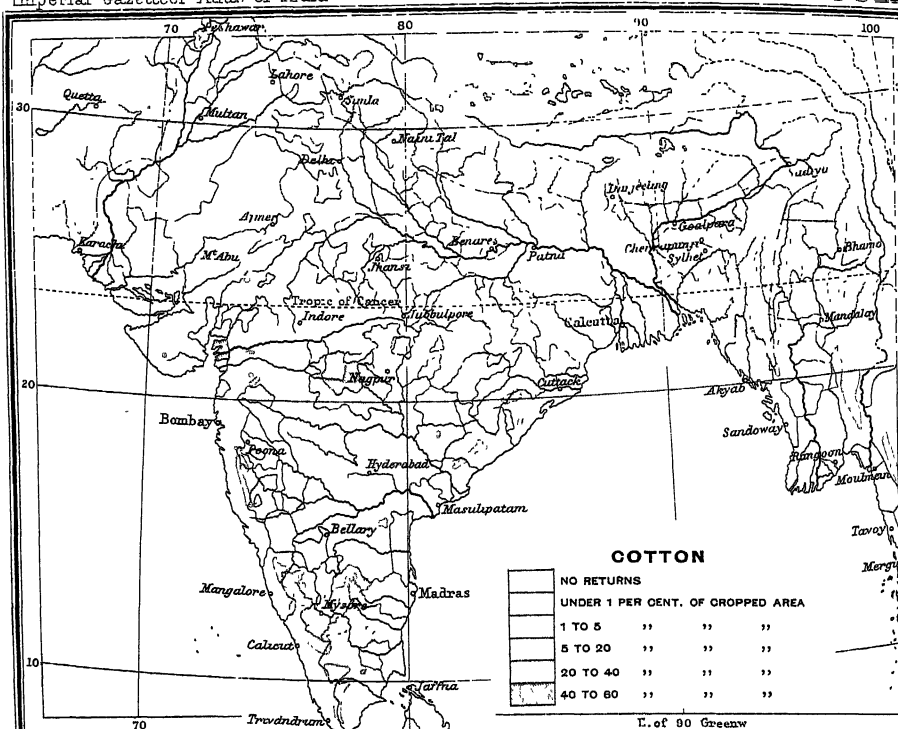 Imperial Gazetteer Atlas of India
70
80
90
100
Peshawar
Lahore
Quetta
Simla
30
Multan
Naini Tal
Delhi
Darjeeling
Ajmer
Goalpara
Karachi
Benares
Cherrapunji
Bhamo
Mt Abu
Jhansi
Patna
Sylhet
Tropic of Cancer
Jubbulpore
Indore
Calcutta
Mandalay
Nagpur
20
Cuttack
Akyab
Bombay
Sandoway
Poona
Rangoon
Hyderabad
Moulmein
Masulipatam
Bellary
Tavoy
COTTON
NO RETURNS
Mergu
Mangalore
Madras
UNDER 1 PER CENT. OF CROPPED AREA
Mysore
1 TO 5 ,, ,, ,,
Calicut
5 TO 20 ,, ,, ,,
10
20 TO 40 ,, ,, ,,
Jaffna
40 TO 60 ,, ,, ,,
70
Trivandrum
E. of 90 Greenw